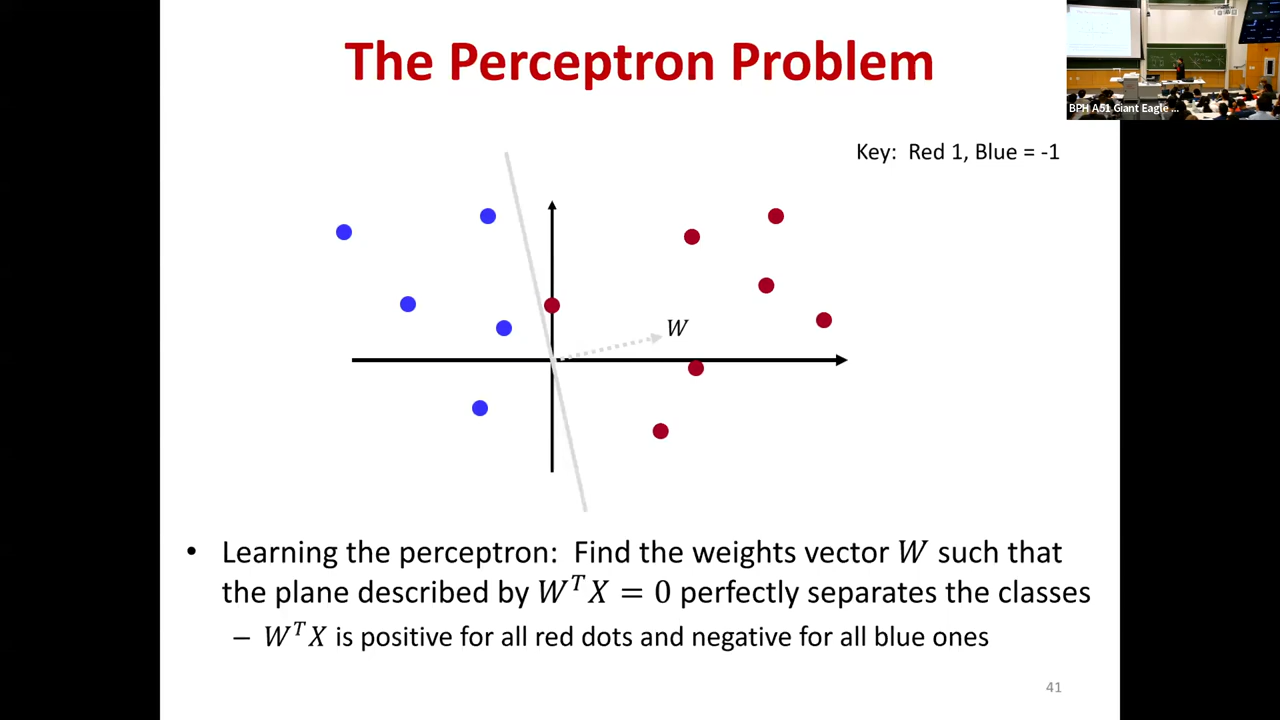 The Perceptron Problem
BPH A51 Giant Eagle ...
Key: Red 1, Blue = -1
W
• Learning the perceptron: Find the weights vector W such that
the plane described by WᵀX = 0 perfectly separates the classes
– WᵀX is positive for all red dots and negative for all blue ones
41